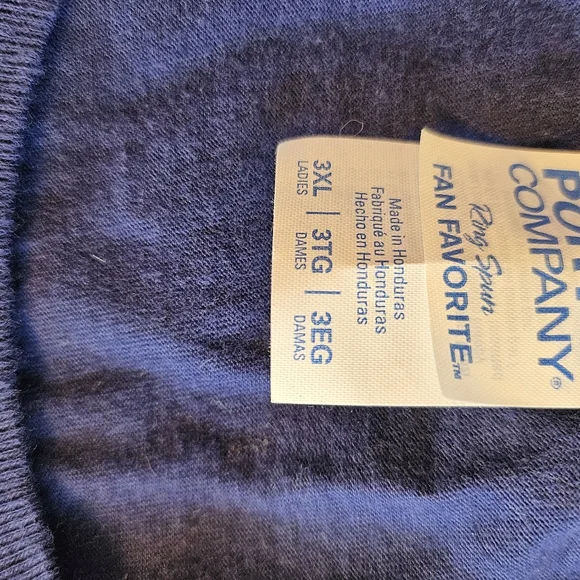 COMPANY®
Ring Spun
FAN FAVORITE™
Made in Honduras
Fabriqué au Honduras
Hecho en Honduras
3XL | 3TG | 3EG
LADIES DAMES DAMAS